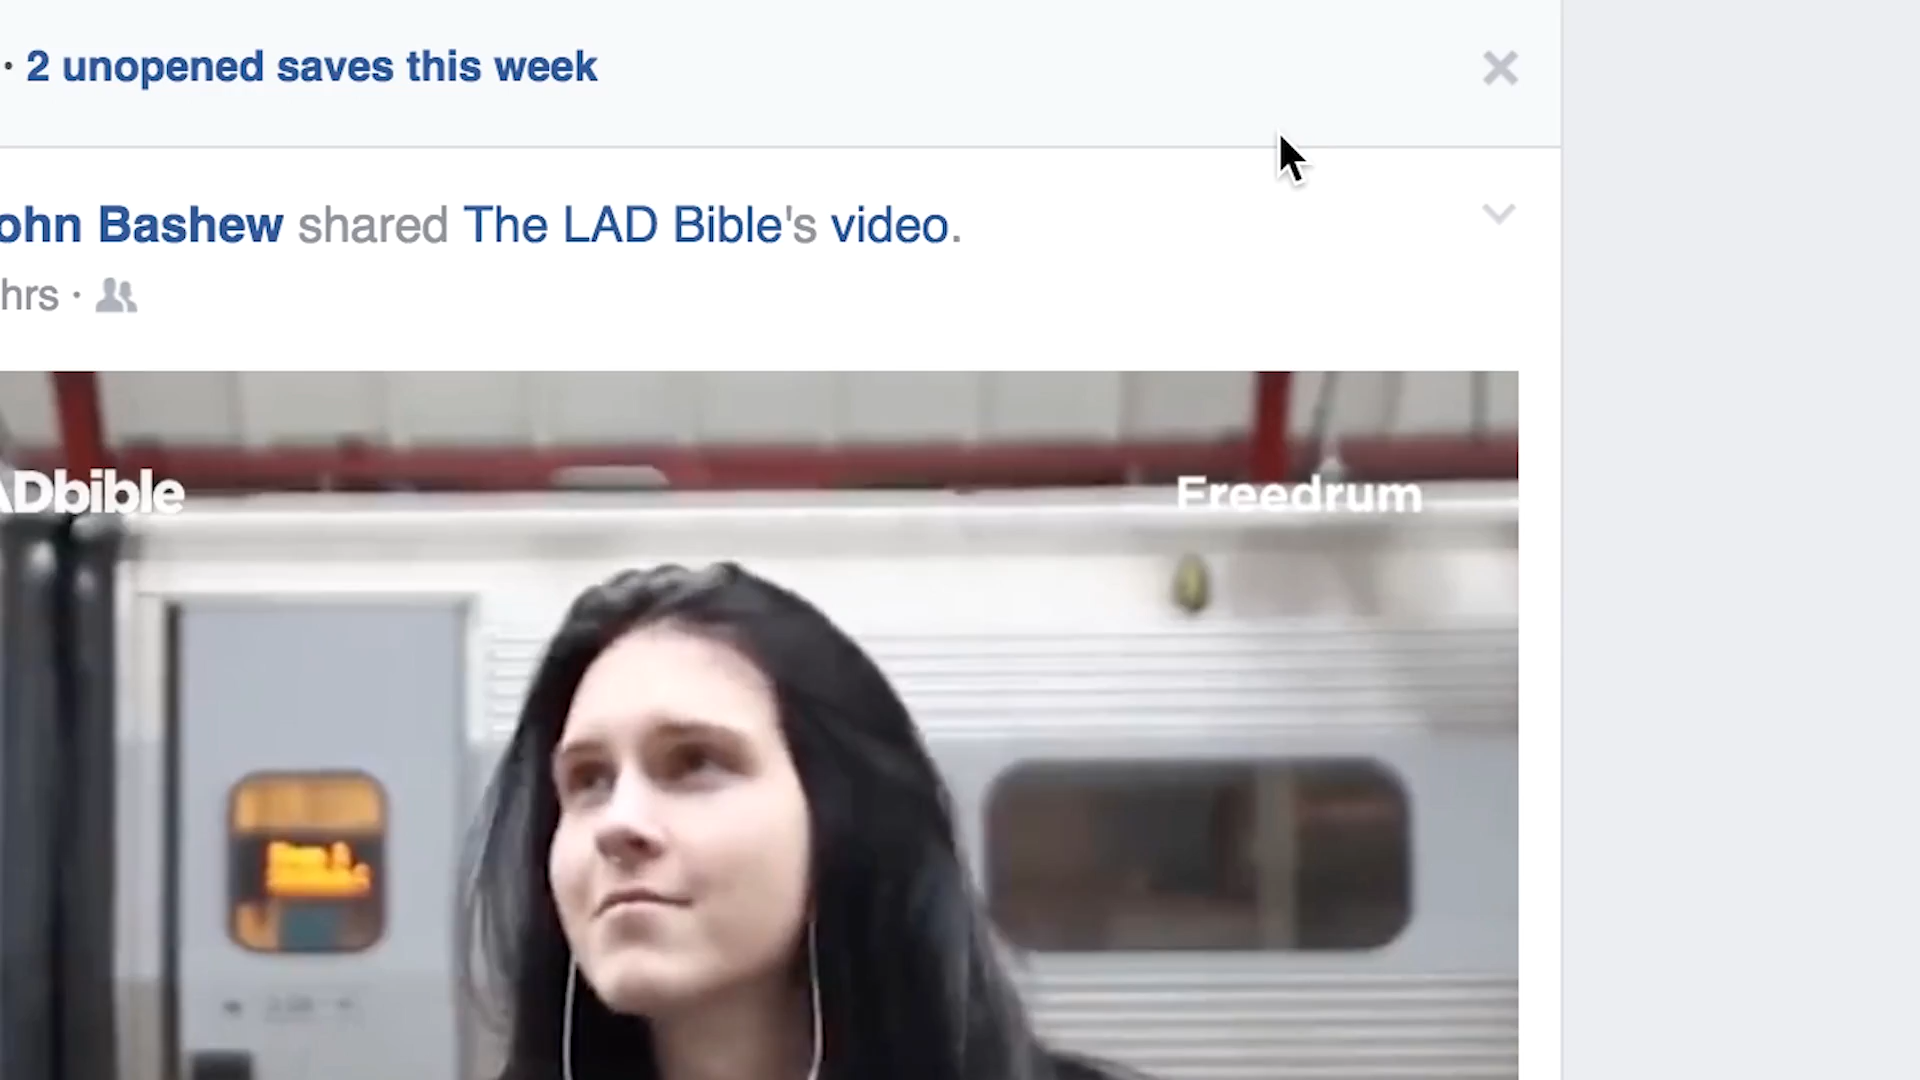 · 2 unopened saves this week
ohn Bashew shared The LAD Bible's video.
hrs ·
ADbible
Freedrum